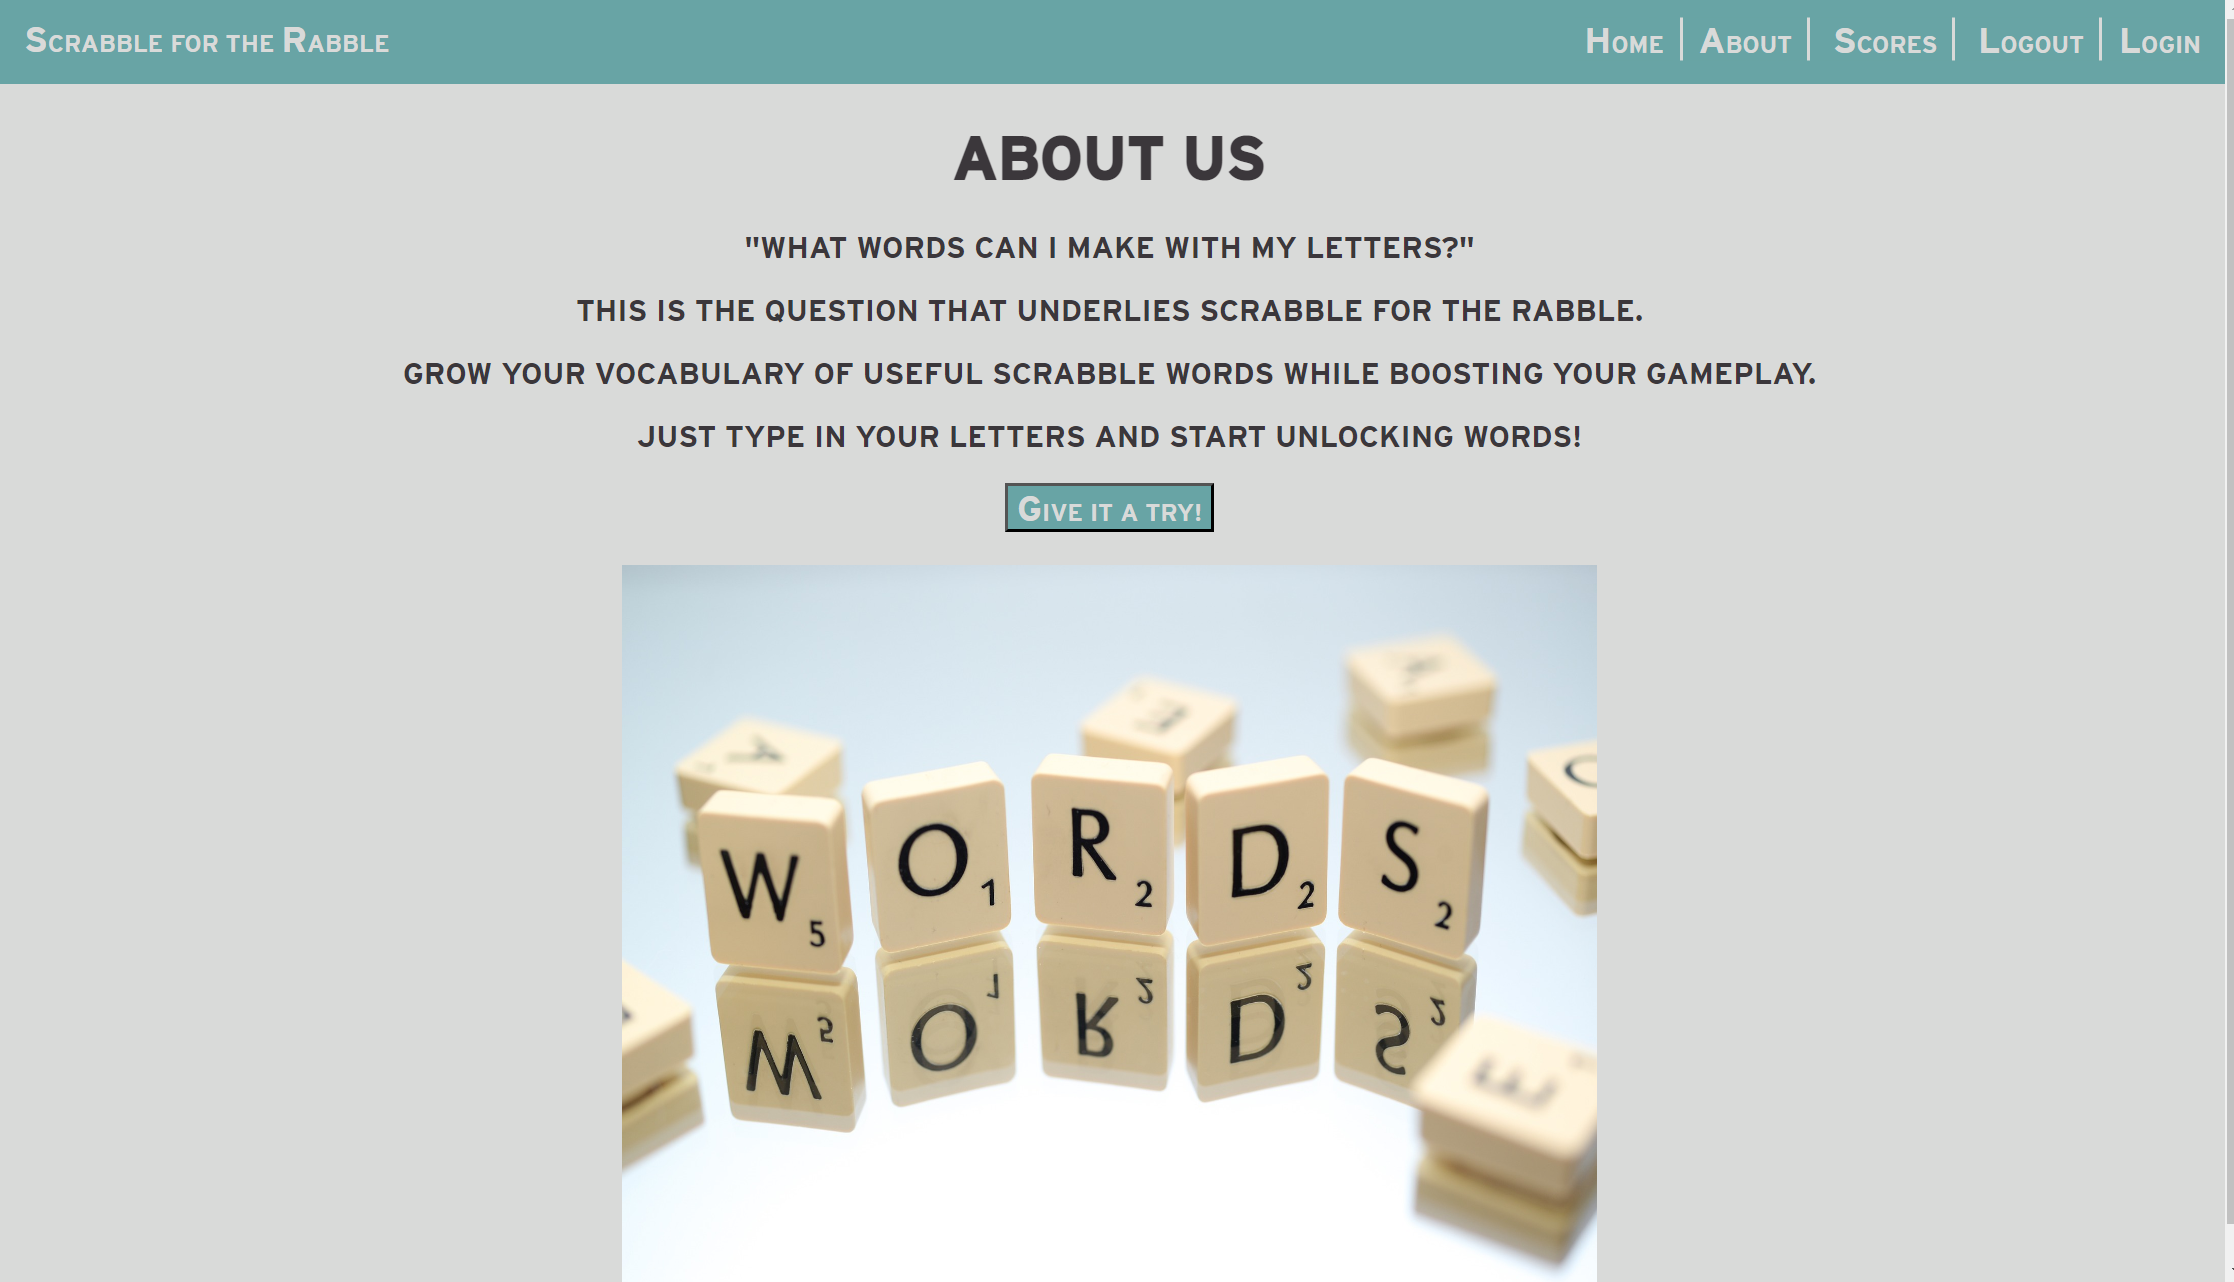 Scrabble for the Rabble
Home About Scores Logout Login
ABOUT US
"WHAT WORDS CAN I MAKE WITH MY LETTERS?"
THIS IS THE QUESTION THAT UNDERLIES SCRABBLE FOR THE RABBLE.
GROW YOUR VOCABULARY OF USEFUL SCRABBLE WORDS WHILE BOOSTING YOUR GAMEPLAY.
JUST TYPE IN YOUR LETTERS AND START UNLOCKING WORDS!
Give it a try!
W5 O1 R2 D2 S2